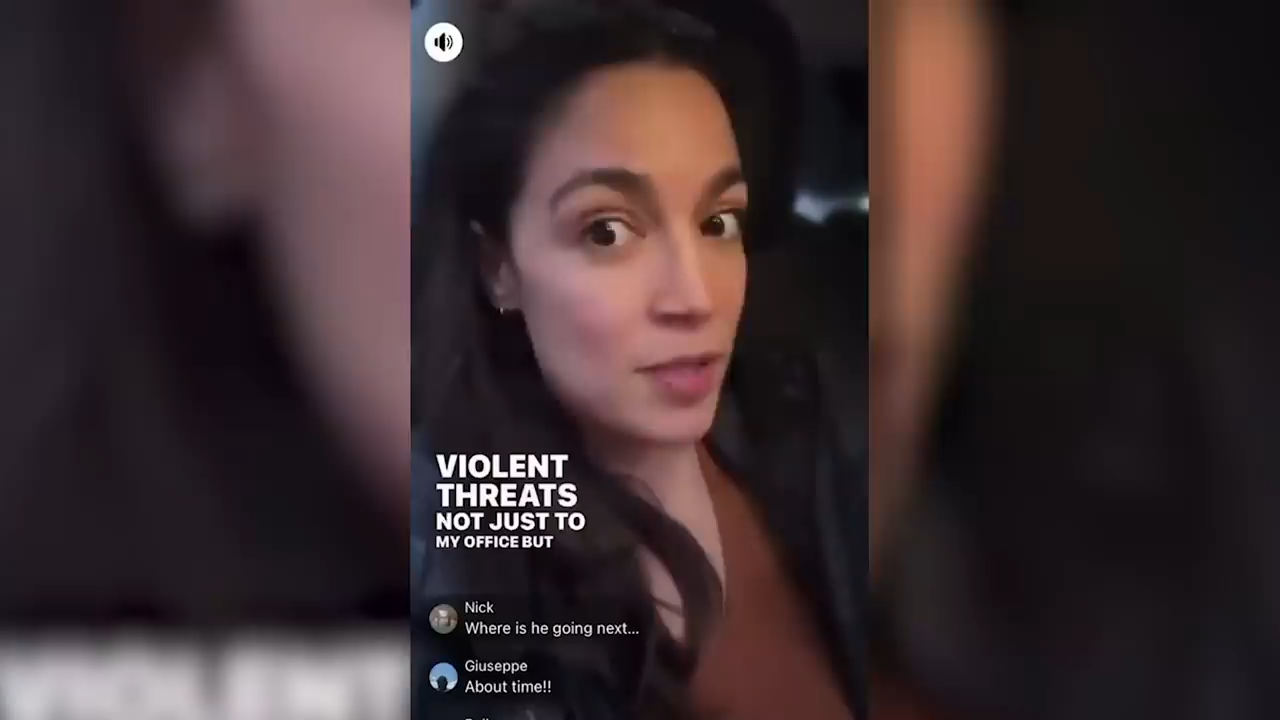 VIOLENT
THREATS
NOT JUST TO
MY OFFICE BUT
Nick
Where is he going next...
Giuseppe
About time!!